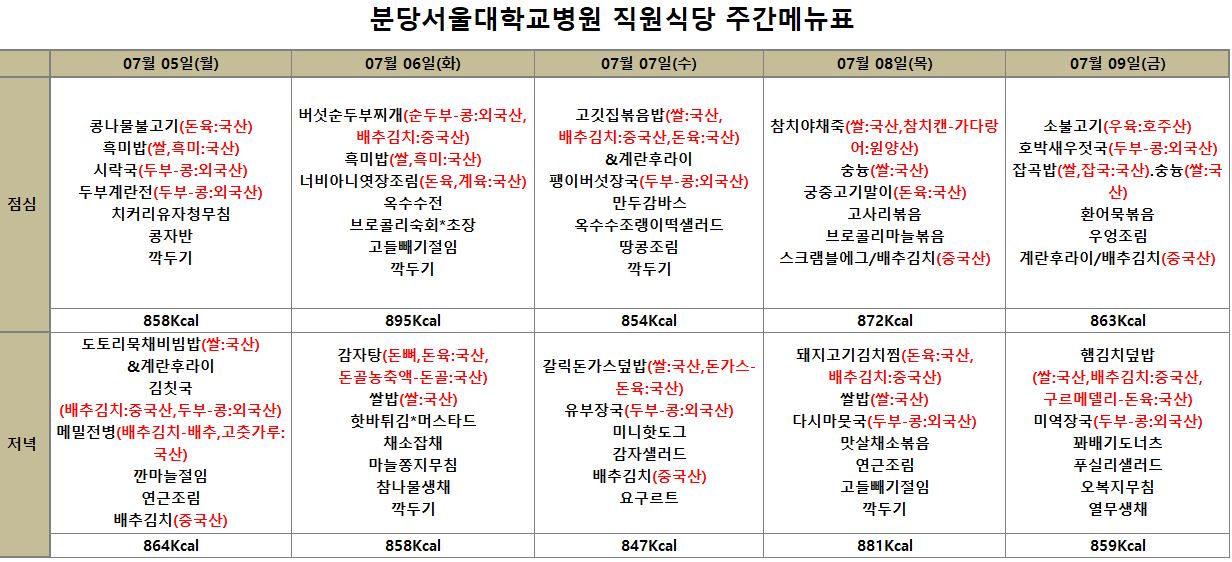 분당서울대학교병원 직원식당 주간메뉴표
07월 05일(월)
07월 06일(화)
07월 07일(수)
07월 08일(목)
07월 09일(금)
점심
콩나물불고기(돈육:국산)
흑미밥(쌀,흑미:국산)
시락국(두부-콩:외국산)
두부계란전(두부-콩:외국산)
치커리유자청무침
콩자반
깍두기
버섯순두부찌개(순두부-콩:외국산,
배추김치:중국산)
흑미밥(쌀,흑미:국산)
너비아니엿장조림(돈육,계육:국산)
옥수수전
브로콜리숙회*초장
고들빼기절임
깍두기
고깃집볶음밥(쌀:국산,
배추김치:중국산,돈육:국산)
&계란후라이
팽이버섯장국(두부-콩:외국산)
만두감바스
옥수수조랭이떡샐러드
땅콩조림
깍두기
참치야채죽(쌀:국산,참치캔-가다랑
어:원양산)
숭늉(쌀:국산)
궁중고기말이(돈육:국산)
고사리볶음
브로콜리마늘볶음
스크램블에그/배추김치(중국산)
소불고기(우육:호주산)
호박새우젓국(두부-콩:외국산)
잡곡밥(쌀,잡곡:국산).숭늉(쌀:국
산)
환어묵볶음
우엉조림
계란후라이/배추김치(중국산)
858Kcal
895Kcal
854Kcal
872Kcal
863Kcal
저녁
도토리묵채비빔밥(쌀:국산)
&계란후라이
김칫국
(배추김치:중국산,두부-콩:외국산)
메밀전병(배추김치-배추,고춧가루:
국산)
깐마늘절임
연근조림
배추김치(중국산)
감자탕(돈뼈,돈육:국산,
돈골농축액-돈골:국산)
쌀밥(쌀:국산)
핫바튀김*머스타드
채소잡채
마늘쫑지무침
참나물생채
깍두기
갈릭돈가스덮밥(쌀:국산,돈가스-
돈육:국산)
유부장국(두부-콩:외국산)
미니핫도그
감자샐러드
배추김치(중국산)
요구르트
돼지고기김치찜(돈육:국산,
배추김치:중국산)
쌀밥(쌀:국산)
다시마뭇국(두부-콩:외국산)
맛살채소볶음
연근조림
고들빼기절임
깍두기
햄김치덮밥
(쌀:국산,배추김치:중국산,
구르메델리-돈육:국산)
미역장국(두부-콩:외국산)
꽈배기도너츠
푸실리샐러드
오복지무침
열무생채
864Kcal
858Kcal
847Kcal
881Kcal
859Kcal